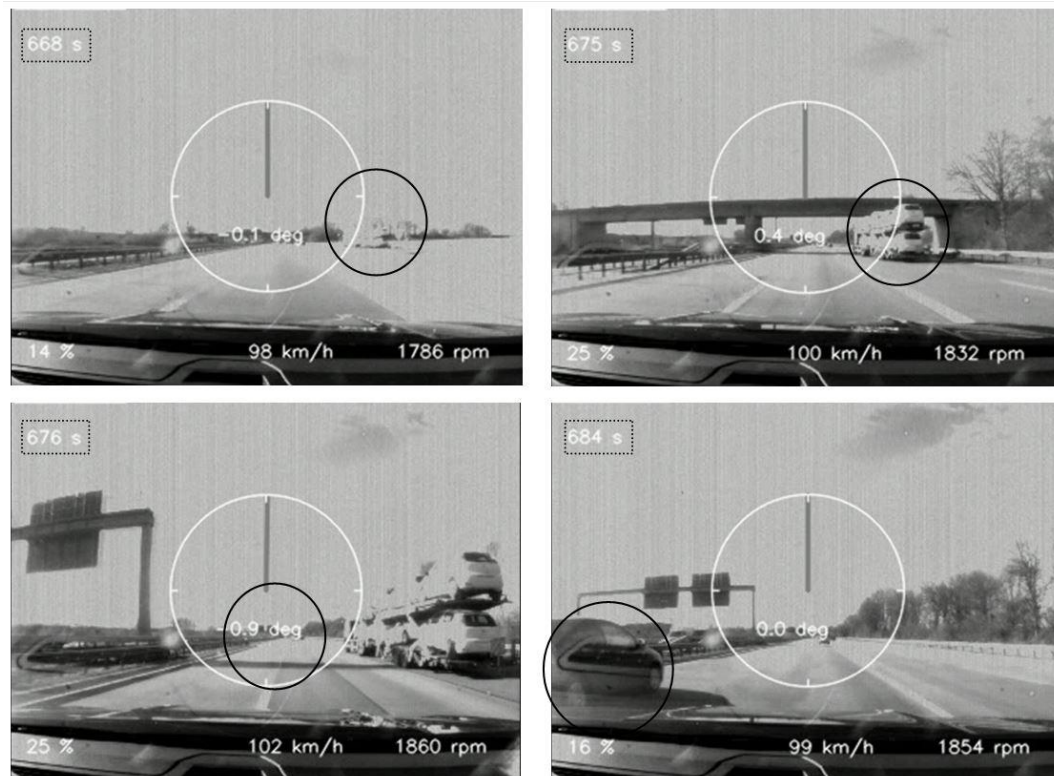 668 s
-0.1 deg
14 % 98 km/h 1786 rpm
675 s
0.4 deg
25 % 100 km/h 1832 rpm
676 s
0.9 deg
25 % 102 km/h 1860 rpm
684 s
0.0 deg
16 % 99 km/h 1854 rpm